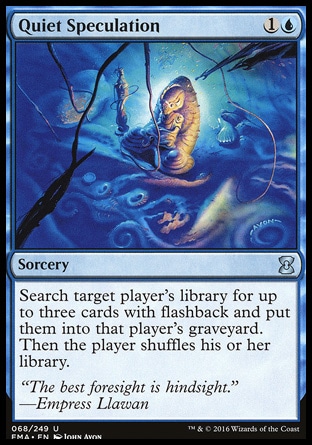 Quiet Speculation 1
Sorcery
Search target player's library for up
to three cards with flashback and put
them into that player's graveyard.
Then the player shuffles his or her
library.
"The best foresight is hindsight."
—Empress Llawan
068/249 U
EMA • EN JOHN AVON
™ & © 2016 Wizards of the Coast
AVON